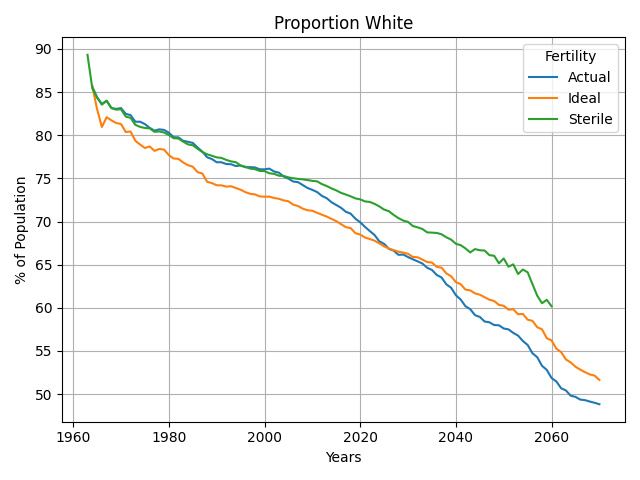 Proportion White
% of Population
90
85
80
75
70
65
60
55
50
Fertility
Actual
Ideal
Sterile
1960
1980
2000
2020
2040
2060
Years